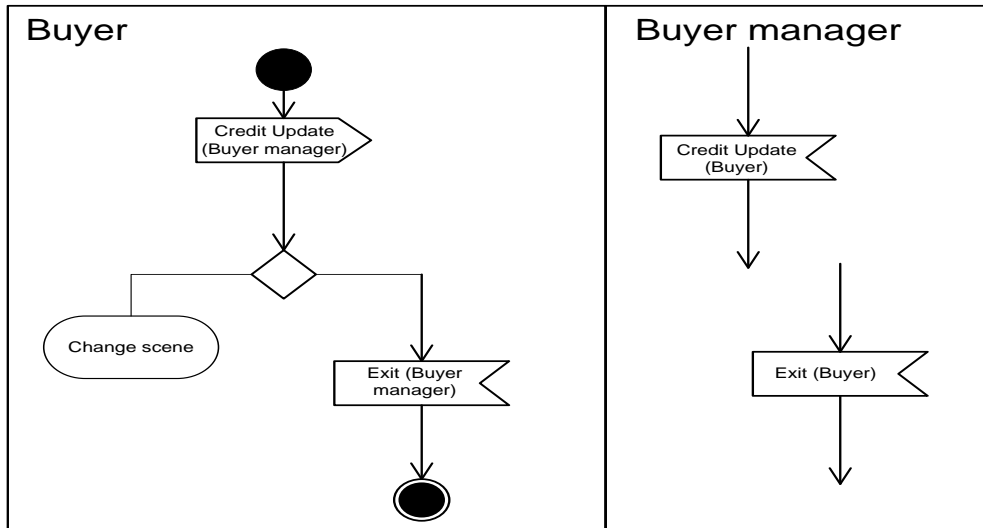 Buyer
Credit Update
(Buyer manager)
Change scene
Exit (Buyer
manager)
Buyer manager
Credit Update
(Buyer)
Exit (Buyer)